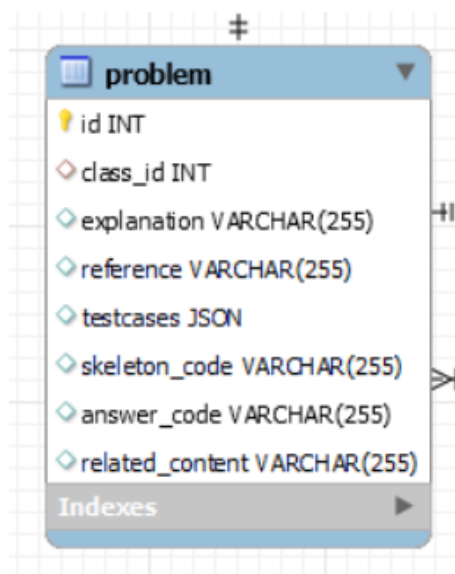 problem
id INT
class_id INT
explanation VARCHAR(255)
reference VARCHAR(255)
testcases JSON
skeleton_code VARCHAR(255)
answer_code VARCHAR(255)
related_content VARCHAR(255)
Indexes